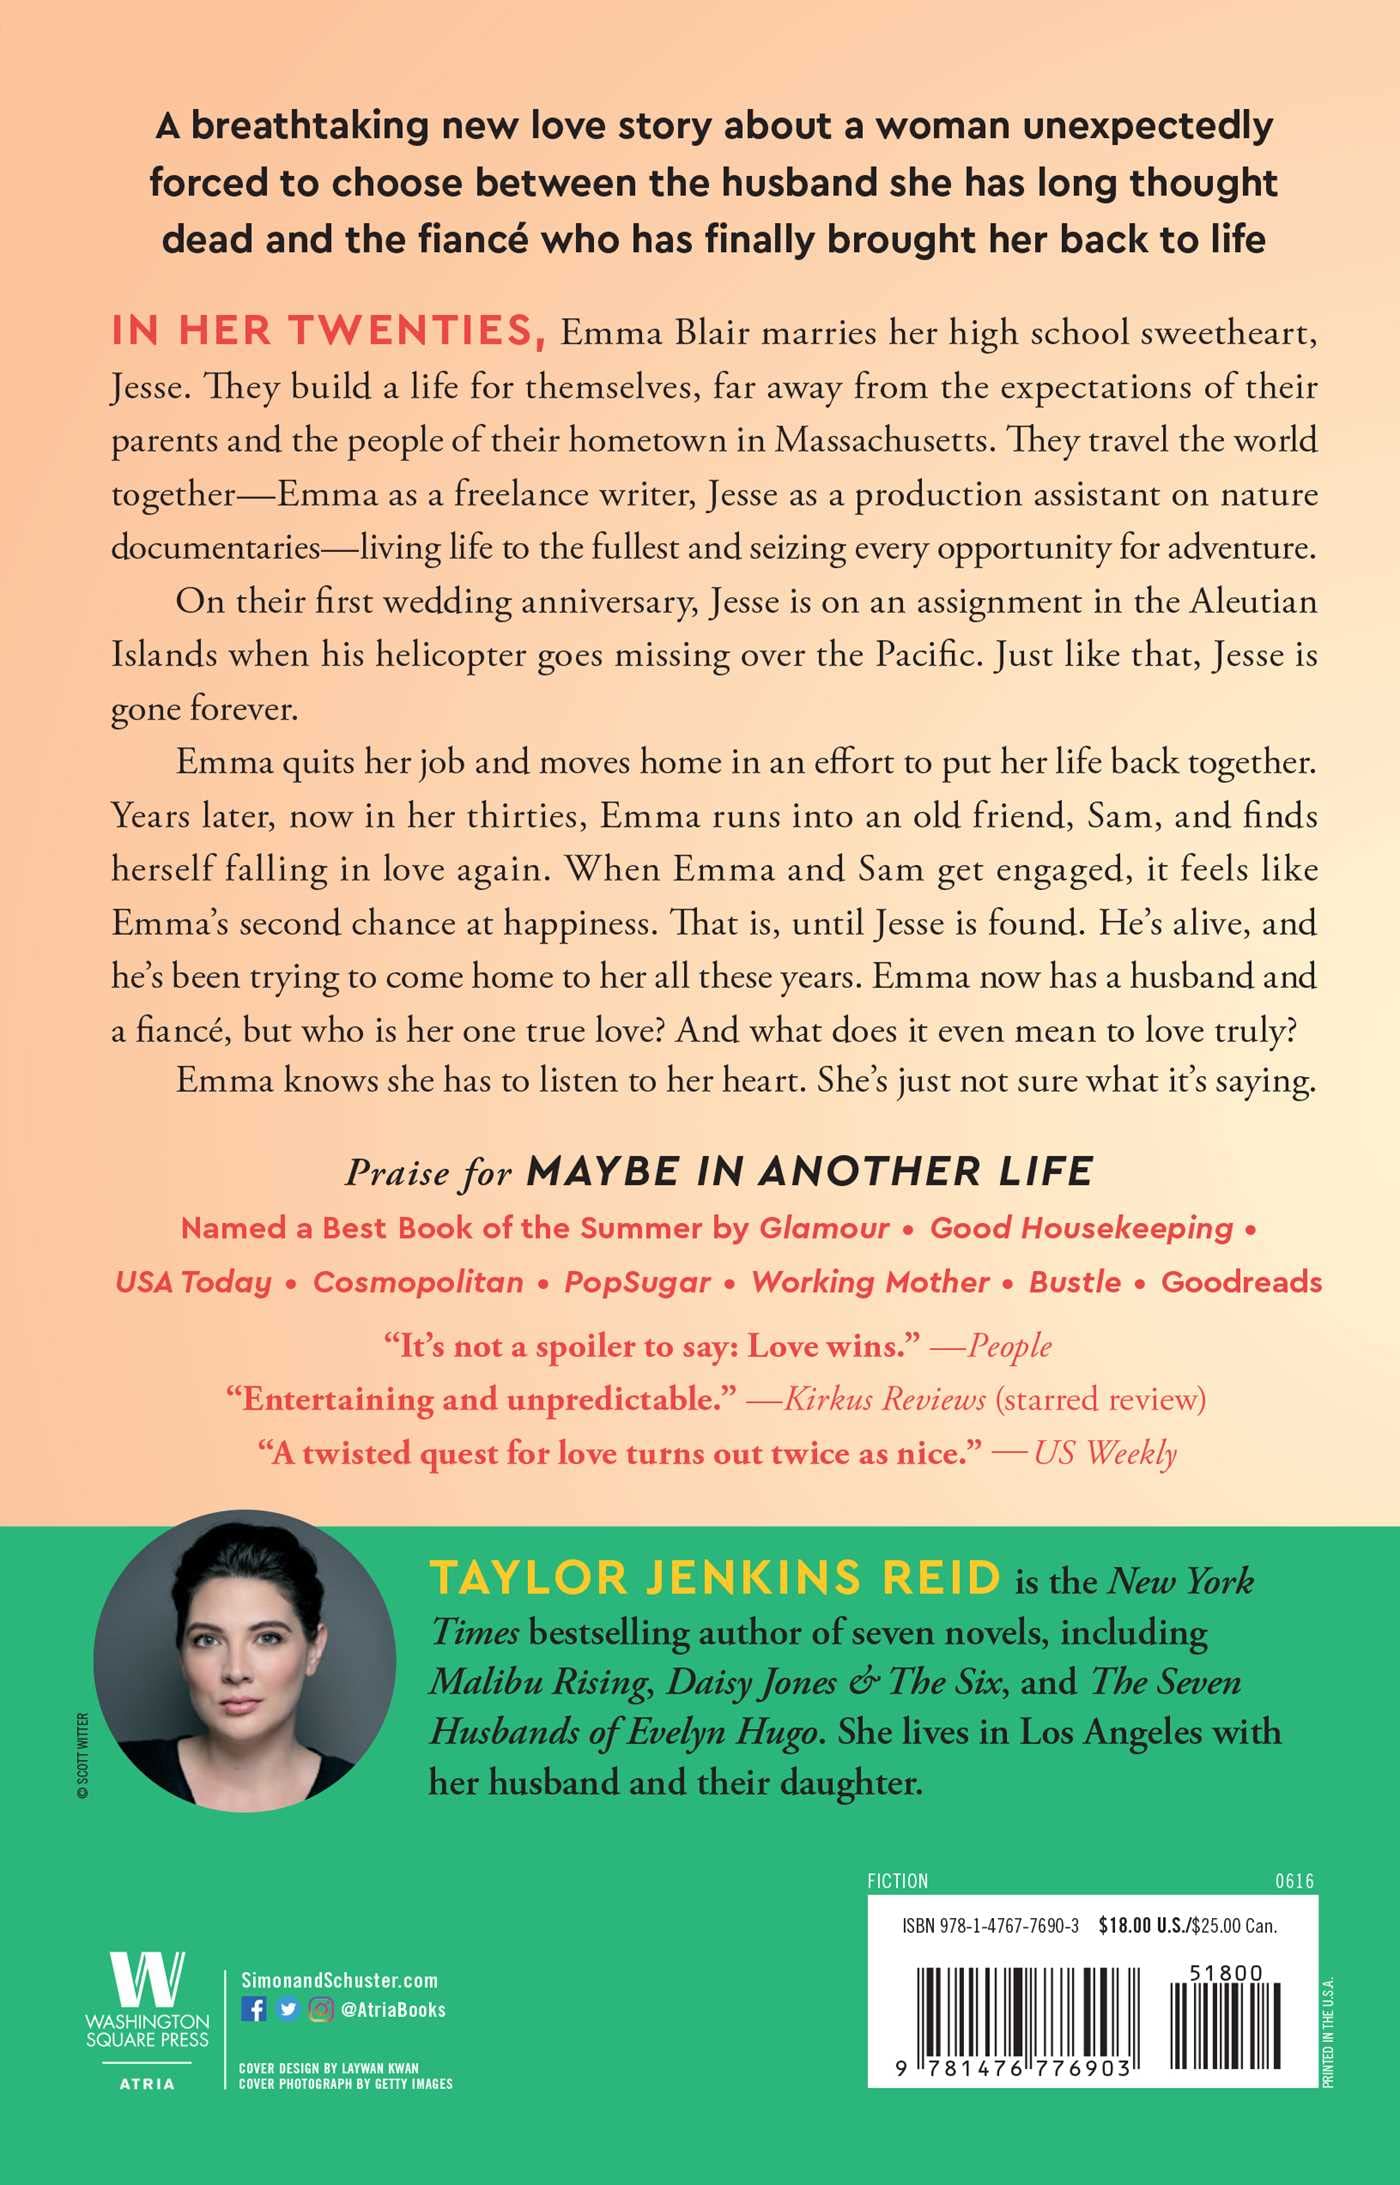 A breathtaking new love story about a woman unexpectedly
forced to choose between the husband she has long thought
dead and the fiancé who has finally brought her back to life
IN HER TWENTIES, Emma Blair marries her high school sweetheart,
Jesse. They build a life for themselves, far away from the expectations of their
parents and the people of their hometown in Massachusetts. They travel the world
together—Emma as a freelance writer, Jesse as a production assistant on nature
documentaries—living life to the fullest and seizing every opportunity for adventure.
On their first wedding anniversary, Jesse is on an assignment in the Aleutian
Islands when his helicopter goes missing over the Pacific. Just like that, Jesse is
gone forever.
Emma quits her job and moves home in an effort to put her life back together.
Years later, now in her thirties, Emma runs into an old friend, Sam, and finds
herself falling in love again. When Emma and Sam get engaged, it feels like
Emma’s second chance at happiness. That is, until Jesse is found. He’s alive, and
he’s been trying to come home to her all these years. Emma now has a husband and
a fiancé, but who is her one true love? And what does it even mean to love truly?
Emma knows she has to listen to her heart. She’s just not sure what it’s saying.
Praise for MAYBE IN ANOTHER LIFE
Named a Best Book of the Summer by Glamour • Good Housekeeping •
USA Today • Cosmopolitan • PopSugar • Working Mother • Bustle • Goodreads
“It’s not a spoiler to say: Love wins.” —People
“Entertaining and unpredictable.” —Kirkus Reviews (starred review)
“A twisted quest for love turns out twice as nice.” —US Weekly
TAYLOR JENKINS REID is the New York
Times bestselling author of seven novels, including
Malibu Rising, Daisy Jones & The Six, and The Seven
Husbands of Evelyn Hugo. She lives in Los Angeles with
her husband and their daughter.
© SCOTT WITTER
FICTION 0616
ISBN 978-1-4767-7690-3 $18.00 U.S./$25.00 Can.
51800
9 781476 776903
PRINTED IN THE U.S.A.
W
WASHINGTON
SQUARE PRESS
ATRIA
SimonandSchuster.com
@AtriaBooks
COVER DESIGN BY LAYWAN KWAN
COVER PHOTOGRAPH BY GETTY IMAGES